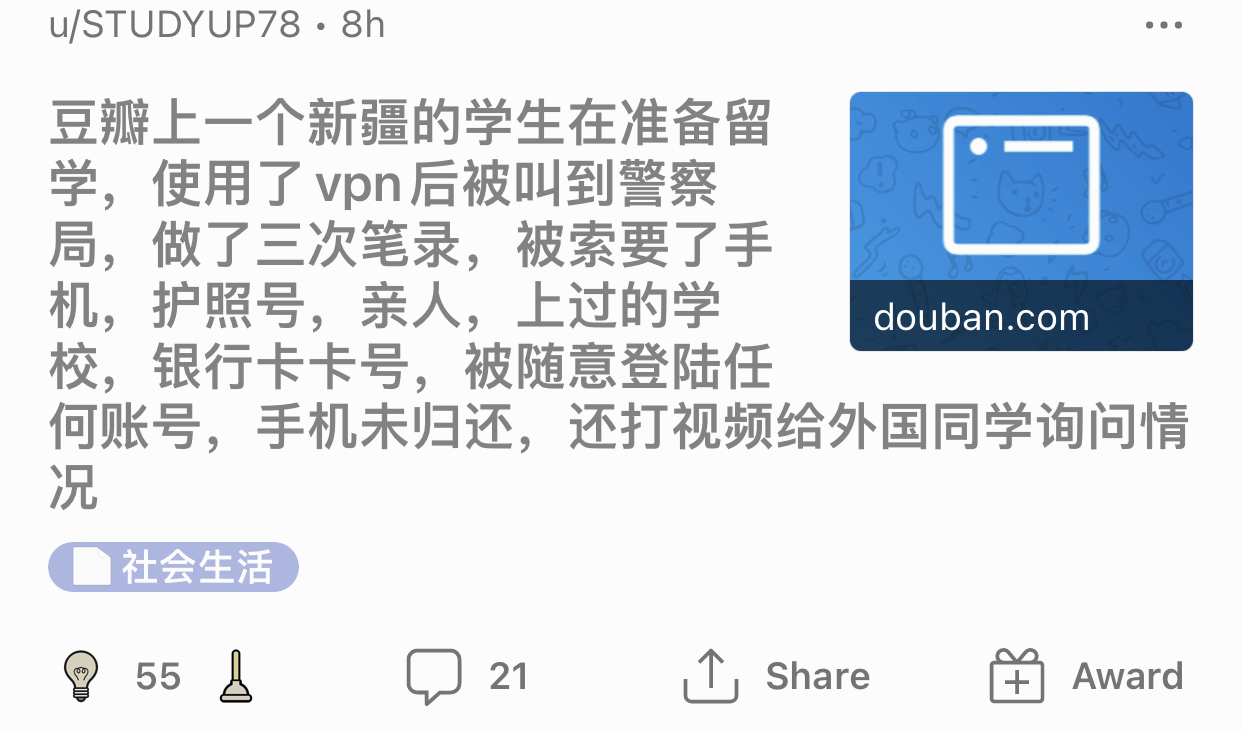 u/STUDYUP78 • 8h
豆瓣上一个新疆的学生在准备留
学，使用了 vpn 后被叫到警察
局，做了三次笔录，被索要了手
机，护照号，亲人，上过的学
校，银行卡卡号，被随意登陆任
何账号，手机未归还，还打视频给外国同学询问情
况
douban.com
社会生活
55
21
Share
Award